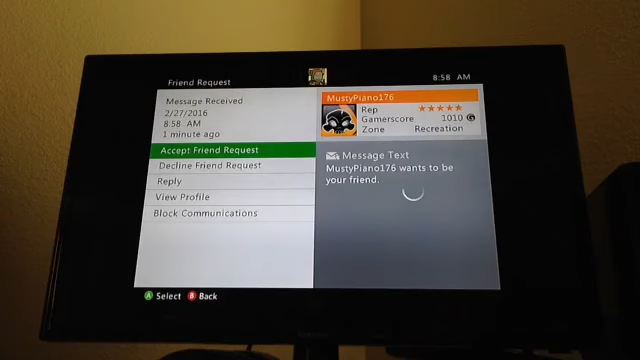 Friend Request
8:58 AM
Message Received
2/27/2016
8:58 AM
1 minute ago
Accept Friend Request
Decline Friend Request
Reply
View Profile
Block Communications
MustyPiano176
Rep
Gamerscore 1010 G
Zone Recreation
Message Text
MustyPiano176 wants to be
your friend.
A Select B Back